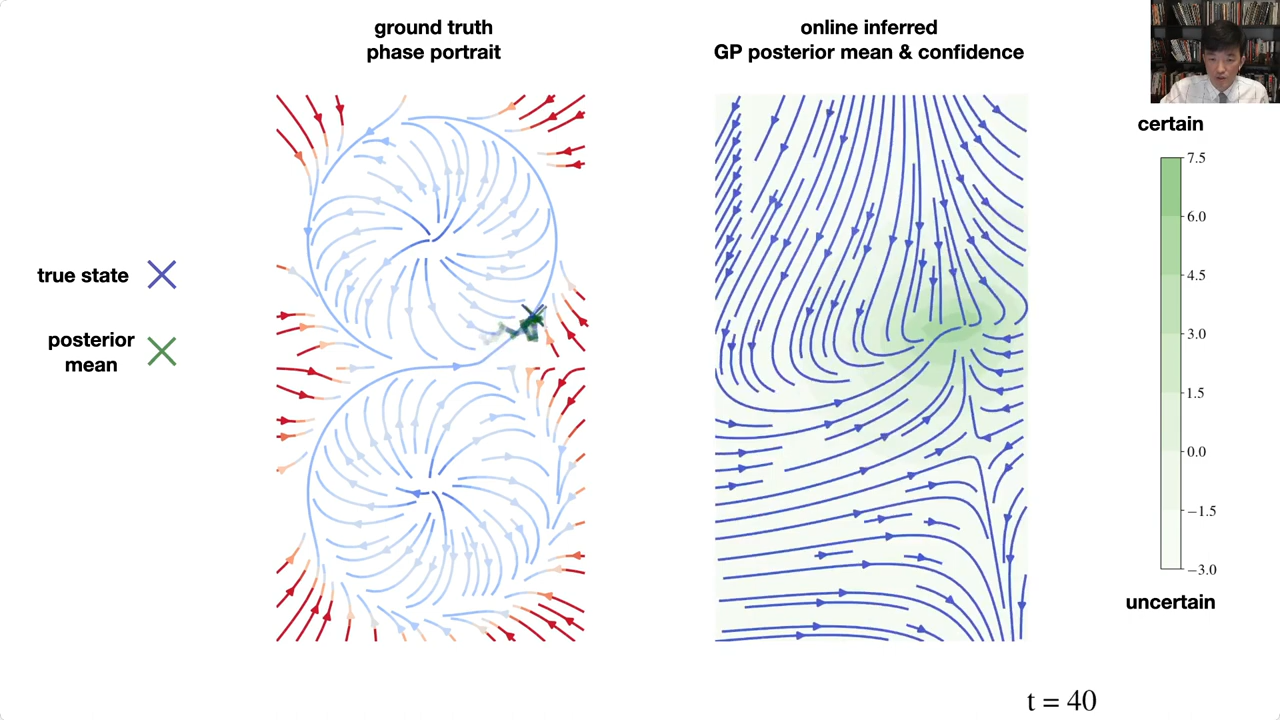 ground truth
phase portrait
online inferred
GP posterior mean & confidence
true state
posterior
mean
certain
7.5
6.0
4.5
3.0
1.5
0.0
−1.5
−3.0
uncertain
t = 40